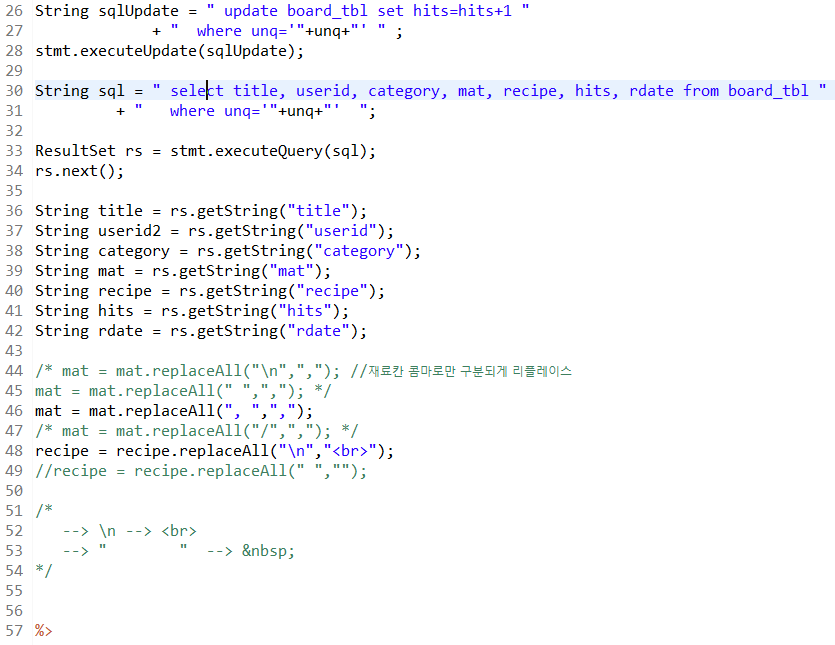 26 String sqlUpdate = " update board_tbl set hits=hits+1 "
27 + "  where unq='"+unq+"' " ;
28 stmt.executeUpdate(sqlUpdate);
29
30 String sql = " select title, userid, category, mat, recipe, hits, rdate from board_tbl "
31 + "   where unq='"+unq+"'  ";
32
33 ResultSet rs = stmt.executeQuery(sql);
34 rs.next();
35
36 String title = rs.getString("title");
37 String userid2 = rs.getString("userid");
38 String category = rs.getString("category");
39 String mat = rs.getString("mat");
40 String recipe = rs.getString("recipe");
41 String hits = rs.getString("hits");
42 String rdate = rs.getString("rdate");
43
44 /* mat = mat.replaceAll("\n",","); //재료칸 콤마로만 구분되게 리플레이스
45 mat = mat.replaceAll(" ",","); */
46 mat = mat.replaceAll(", ",",");
47 /* mat = mat.replaceAll("/",","); */
48 recipe = recipe.replaceAll("\n","<br>");
49 //recipe = recipe.replaceAll(" ","");
50
51 /*
52 --> \n --> <br>
53 --> "        "  --> &nbsp;
54 */
55
56
57 %>